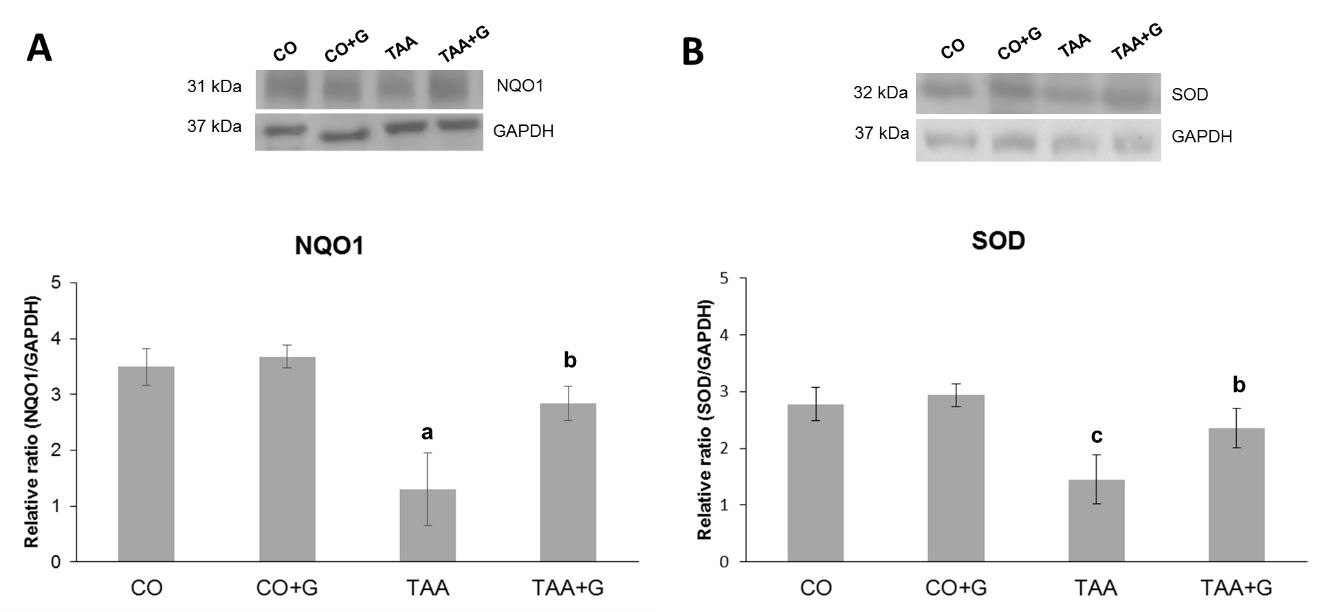 A
CO CO+G TAA TAA+G
31 kDa NQO1
37 kDa GAPDH
NQO1
Relative ratio (NQO1/GAPDH)
5
4
3
2
1
0
a
b
CO CO+G TAA TAA+G
B
CO CO+G TAA TAA+G
32 kDa SOD
37 kDa GAPDH
SOD
Relative ratio (SOD/GAPDH)
5
4
3
2
1
0
c
b
CO CO+G TAA TAA+G